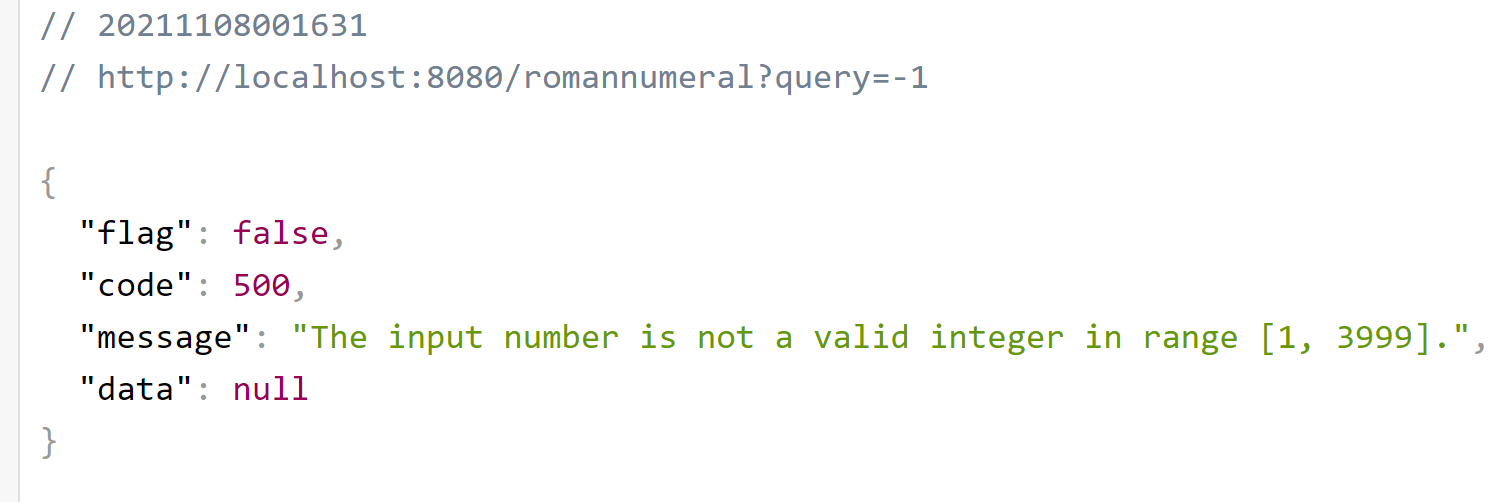 // 20211108001631
// http://localhost:8080/romannumeral?query=-1
{
"flag": false,
"code": 500,
"message": "The input number is not a valid integer in range [1, 3999].",
"data": null
}